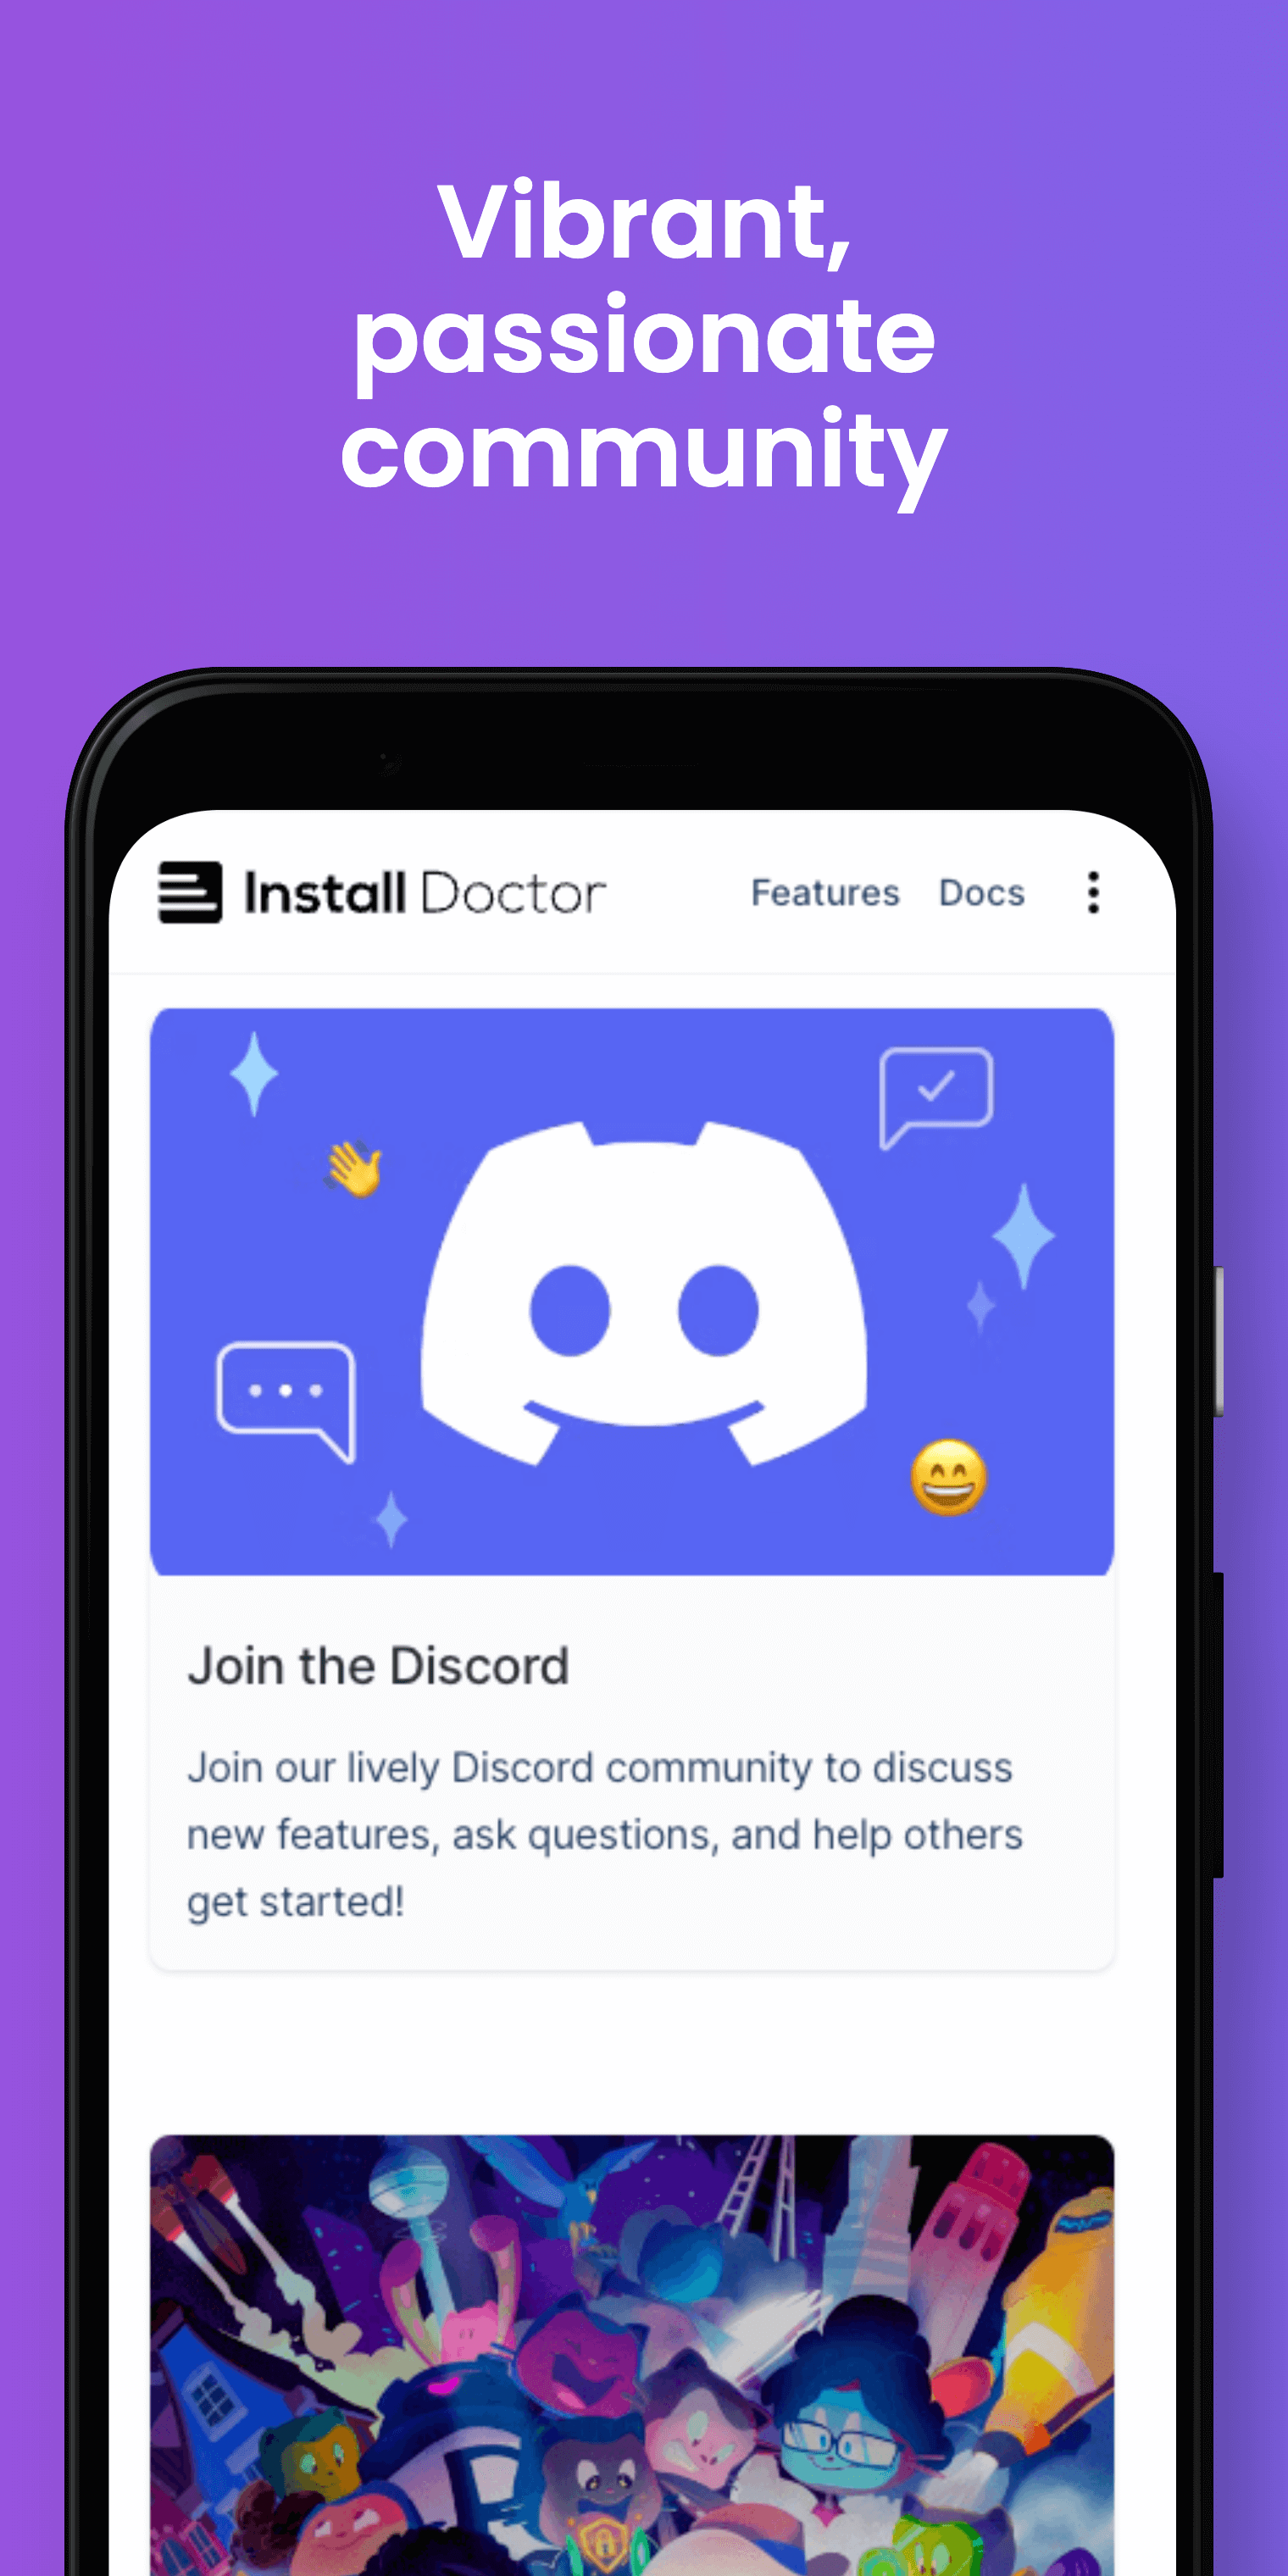 Vibrant,
passionate
community
Install Doctor
Features
Docs
Join the Discord
Join our lively Discord community to discuss
new features, ask questions, and help others
get started!